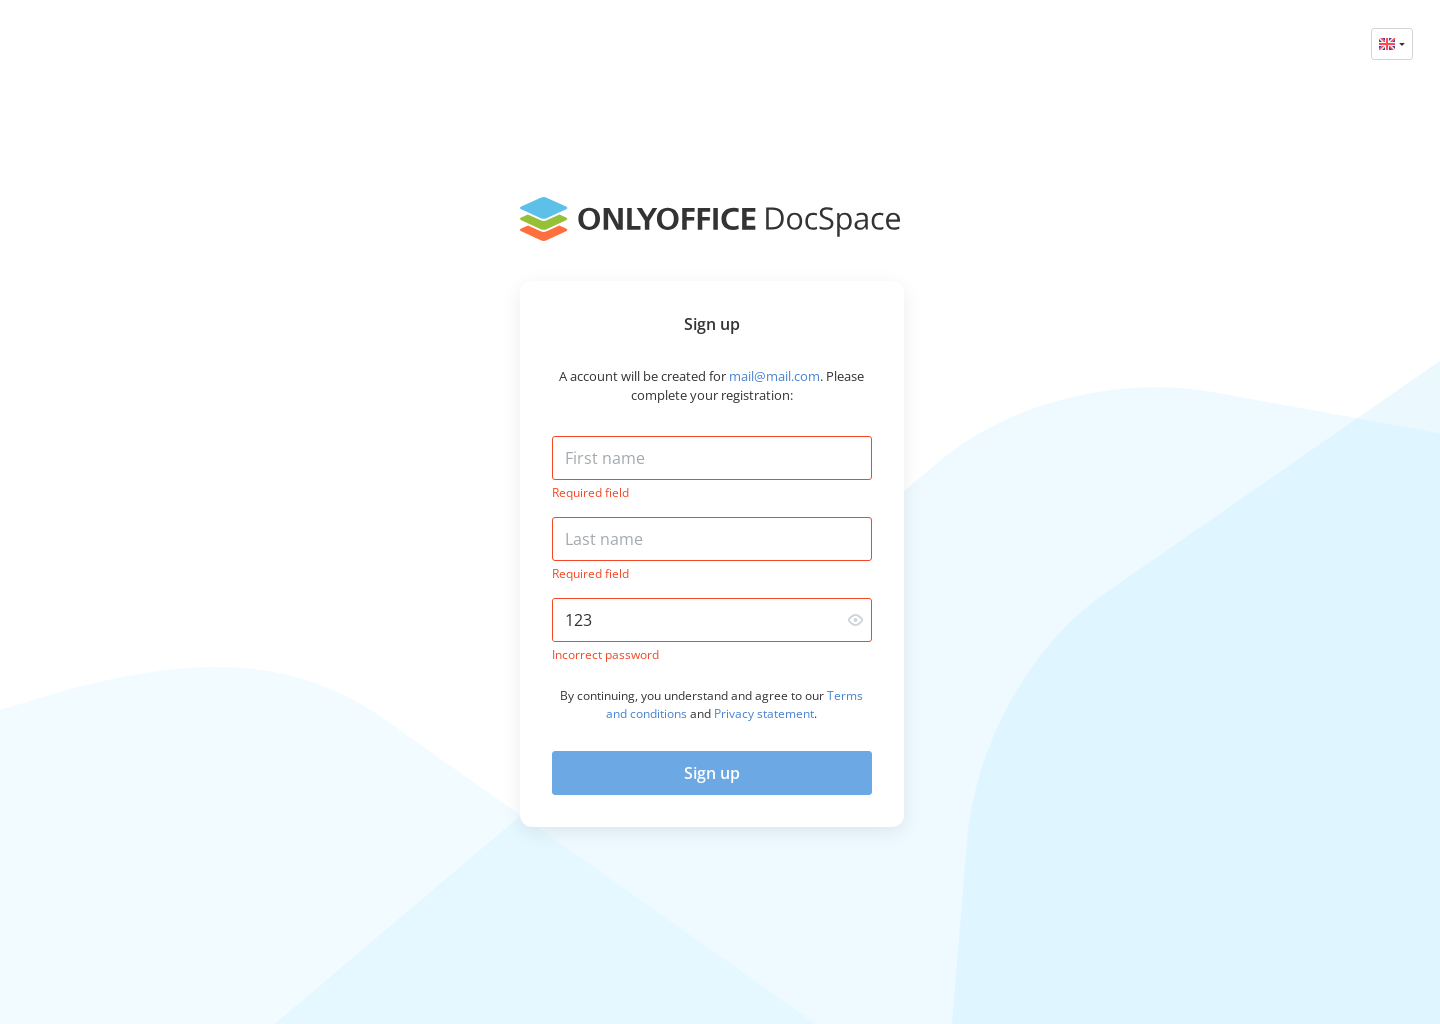 ONLYOFFICE DocSpace
Sign up
A account will be created for mail@mail.com. Please
complete your registration:
First name
Required field
Last name
Required field
123
Incorrect password
By continuing, you understand and agree to our Terms
and conditions and Privacy statement.
Sign up